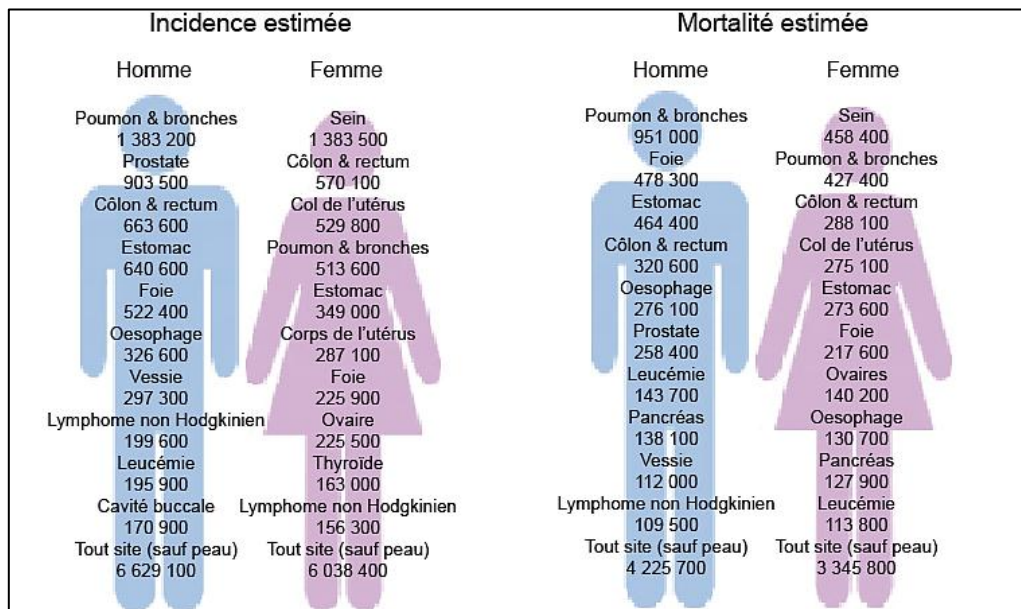 Incidence estimée
Homme
Poumon & bronches
1 383 200
Prostate
903 500
Côlon & rectum
663 600
Estomac
640 600
Foie
522 400
Oesophage
326 600
Vessie
297 300
Lymphome non Hodgkinien
199 600
Leucémie
195 900
Cavité buccale
170 900
Tout site (sauf peau)
6 629 100
Femme
Sein
1 383 500
Côlon & rectum
570 100
Col de l'utérus
529 800
Poumon & bronches
513 600
Estomac
349 000
Corps de l'utérus
287 100
Foie
225 900
Ovaire
225 500
Thyroïde
163 000
Lymphome non Hodgkinien
156 300
Tout site (sauf peau)
6 038 400
Mortalité estimée
Homme
Poumon & bronches
951 000
Foie
478 300
Estomac
464 400
Côlon & rectum
320 600
Oesophage
276 100
Prostate
258 400
Leucémie
143 700
Pancréas
138 100
Vessie
112 000
Lymphome non Hodgkinien
109 500
Tout site (sauf peau)
4 225 700
Femme
Sein
458 400
Poumon & bronches
427 400
Côlon & rectum
288 100
Col de l'utérus
275 100
Estomac
273 600
Foie
217 600
Ovaires
140 200
Oesophage
130 700
Pancréas
127 900
Leucémie
113 800
Tout site (sauf peau)
3 345 800